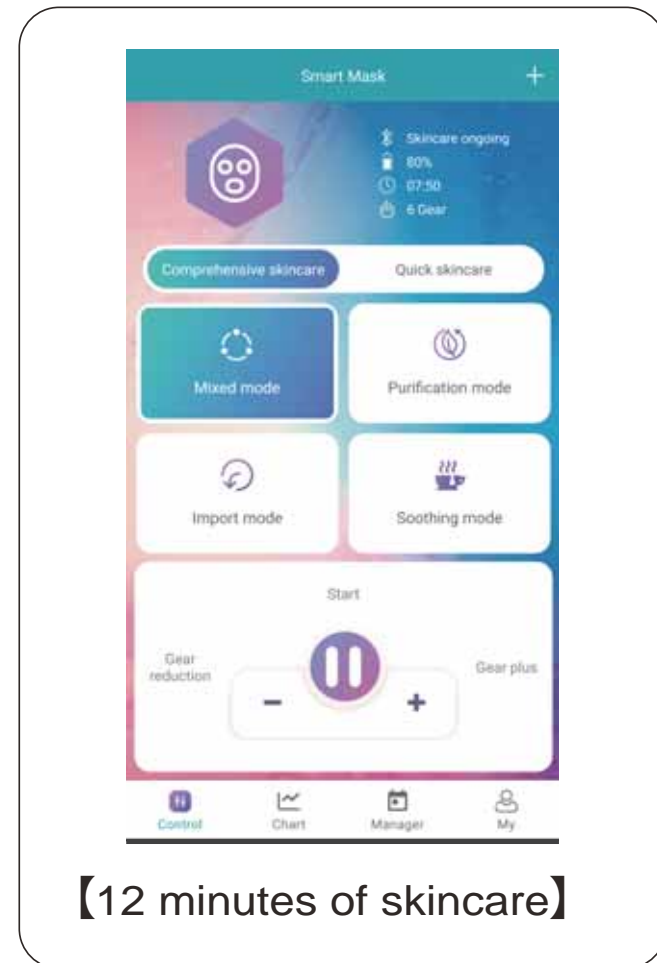 Smart Mask
Skincare ongoing
80%
07:50
6 Gear
Comprehensive skincare
Quick skincare
Mixed mode
Purification mode
Import mode
Soothing mode
Start
Gear
reduction
Gear plus
Control
Chart
Manager
My
【12 minutes of skincare】